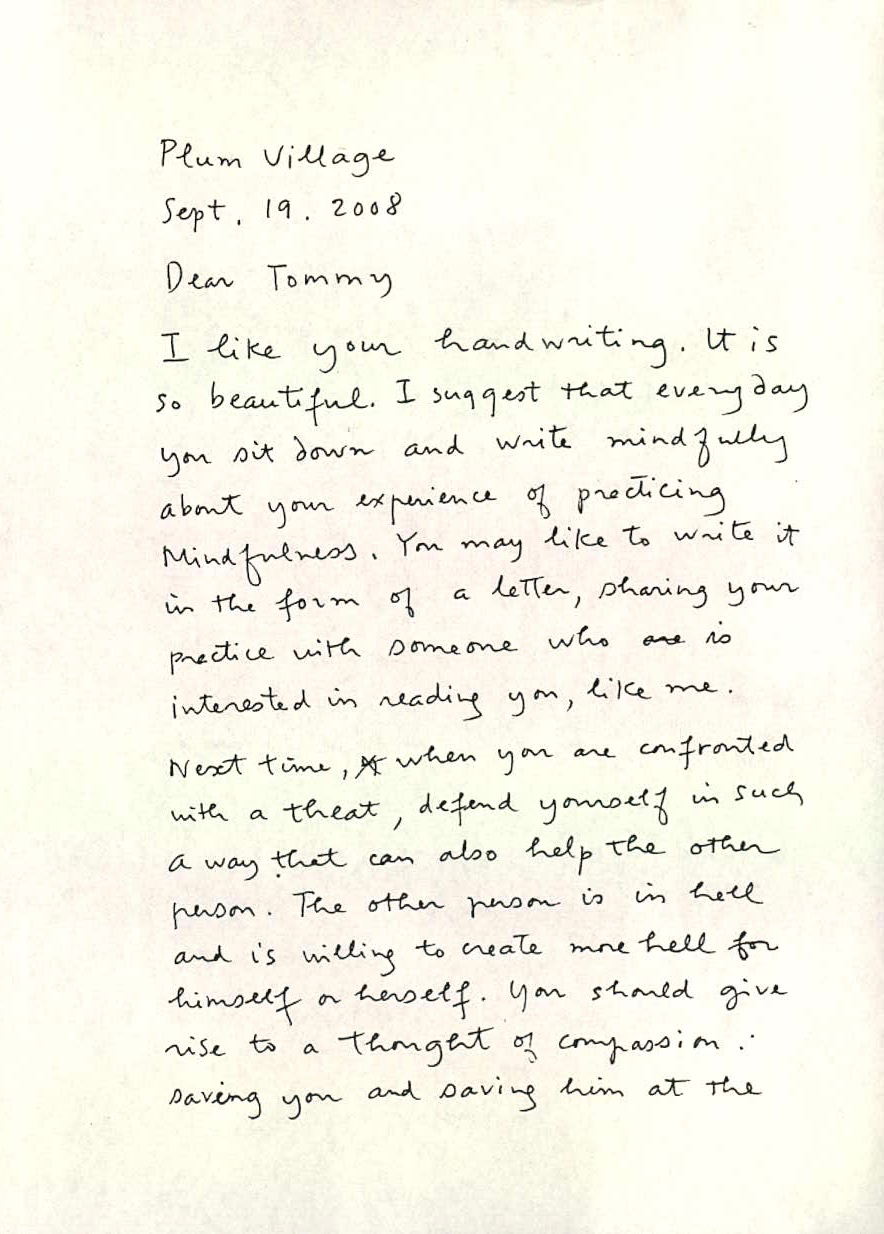 Plum Village
Sept. 19. 2008
Dear Tommy
I like your handwriting. It is
so beautiful. I suggest that everyday
you sit down and write mindfully
about your experience of practicing
Mindfulness. You may like to write it
in the form of a letter, sharing your
practice with someone who are is
interested in reading you, like me.
Next time, when you are confronted
with a threat, defend yourself in such
a way that can also help the other
person. The other person is in hell
and is willing to create more hell for
himself or herself. You should give
rise to a thought of compassion :
saving you and saving him at the